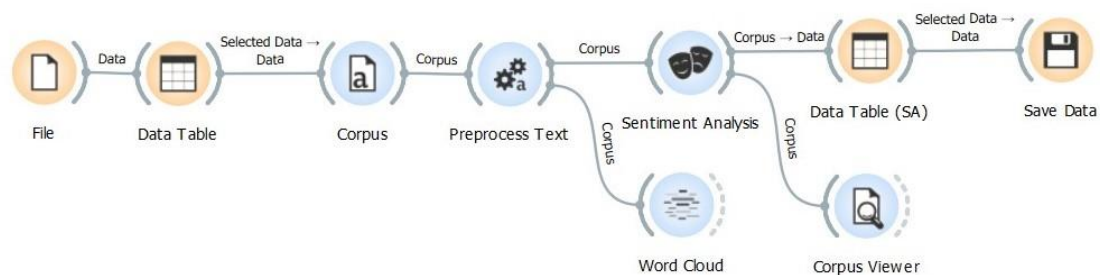 Data
Selected Data →
Data
Corpus
Corpus
Corpus → Data
Selected Data →
Data
a
a
File
Data Table
Corpus
Preprocess Text
Sentiment Analysis
Data Table (SA)
Save Data
Corpus
Corpus
Word Cloud
Corpus Viewer